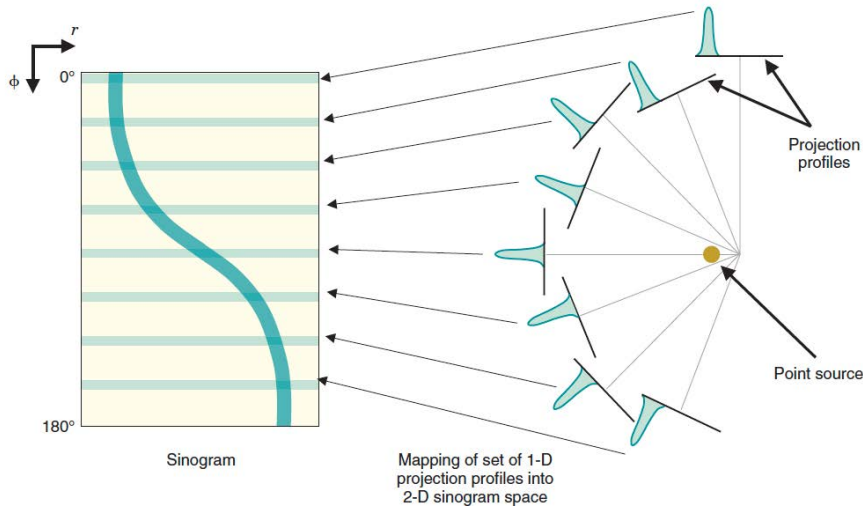 r
ϕ
0°
180°
Sinogram
Mapping of set of 1-D
projection profiles into
2-D sinogram space
Projection
profiles
Point source